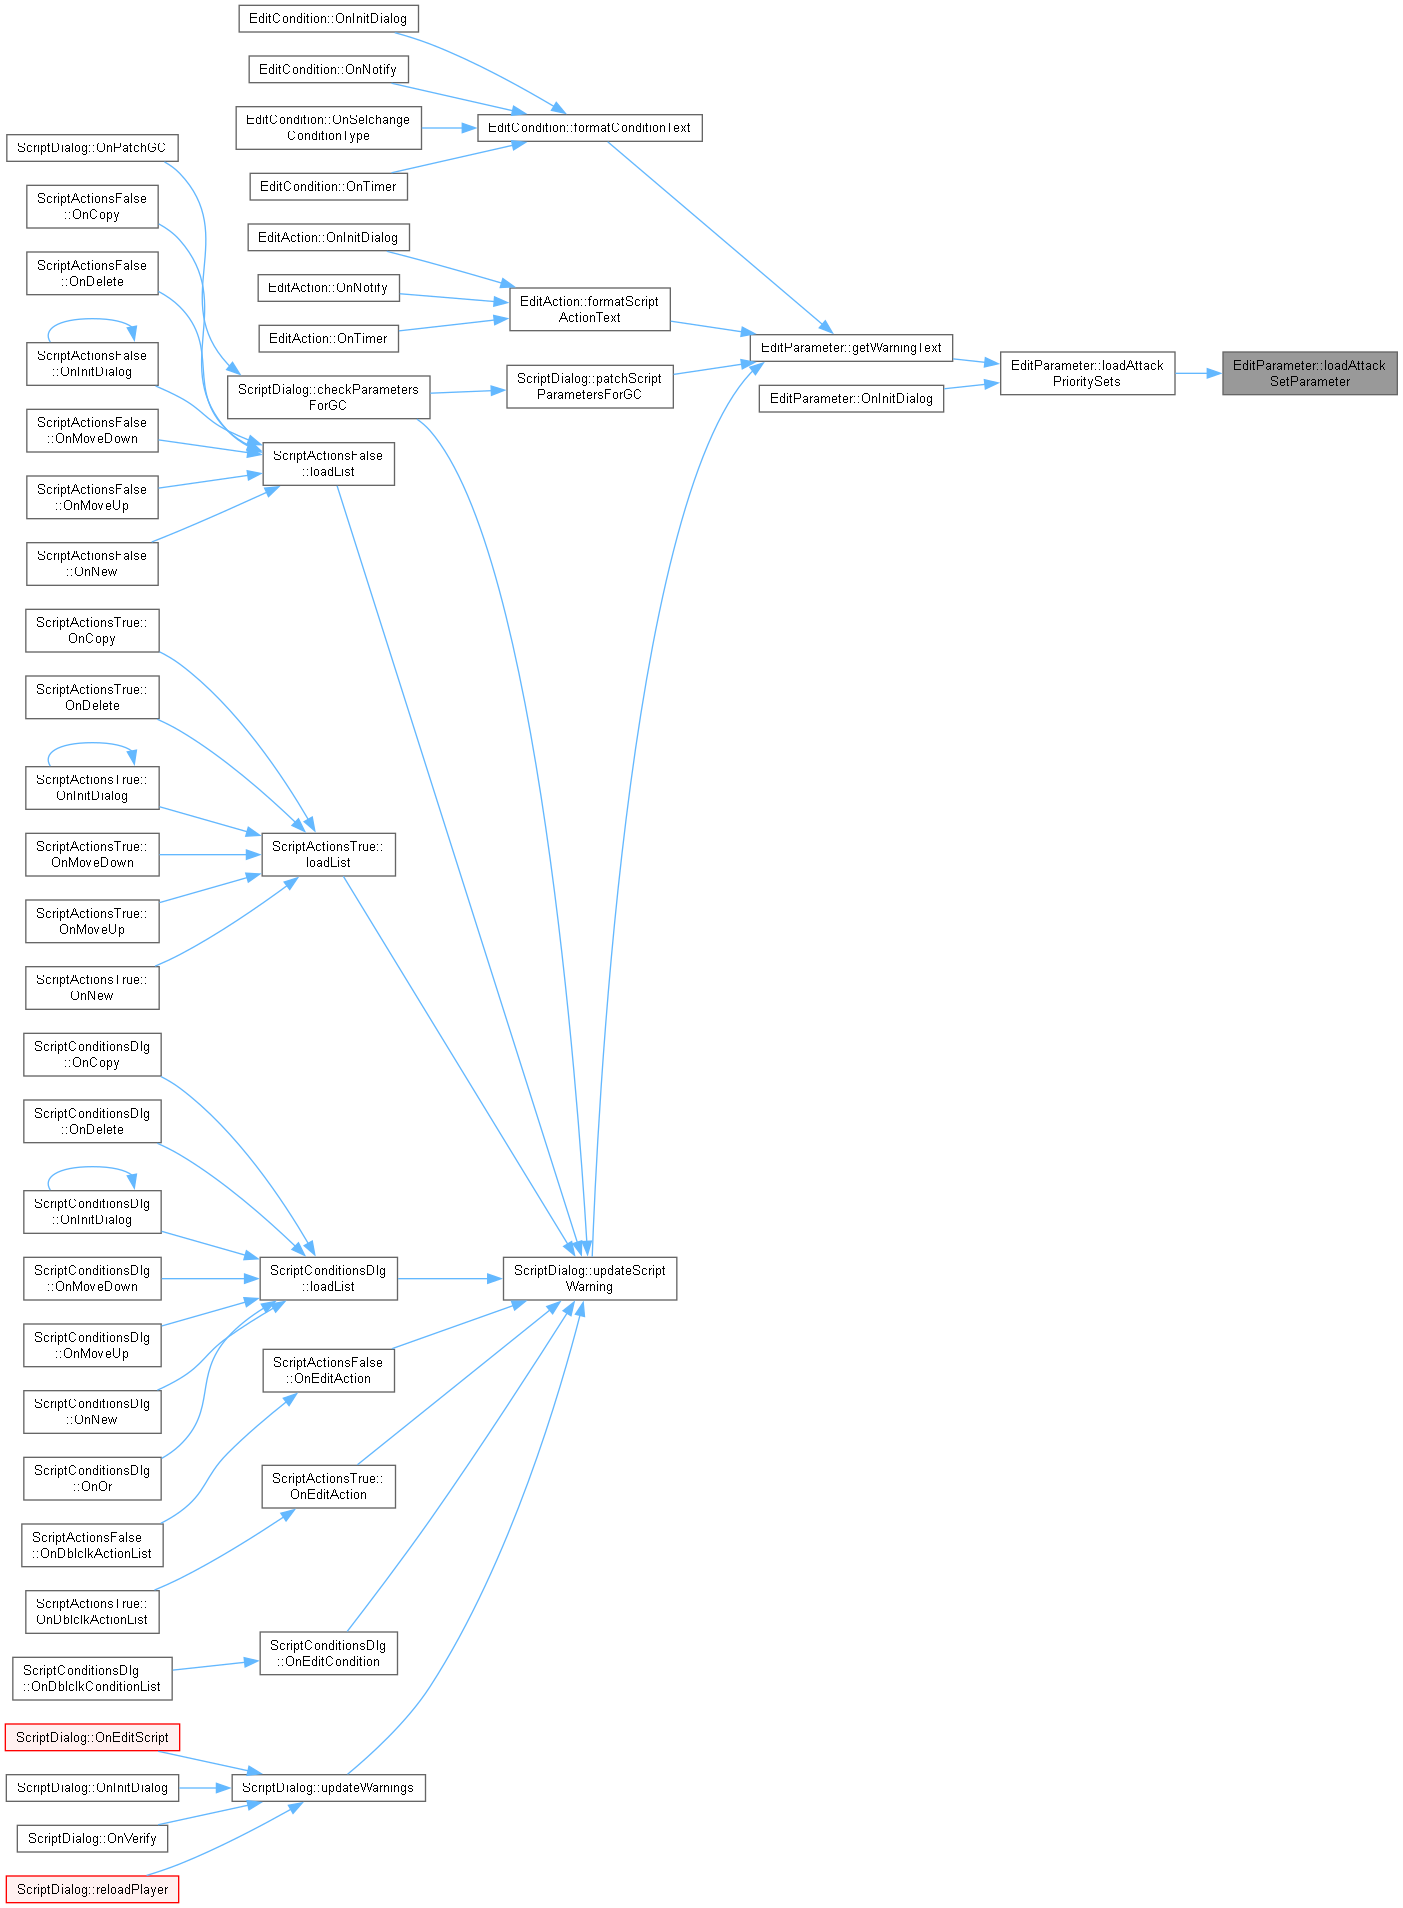 EditCondition::OnInitDialog
EditCondition::OnNotify
EditCondition::OnSelchange
ConditionType
EditCondition::formatConditionText
ScriptDialog::OnPatchGC
EditCondition::OnTimer
ScriptActionsFalse
::OnCopy
EditAction::OnInitDialog
ScriptActionsFalse
::OnDelete
EditAction::OnNotify
EditAction::formatScript
ActionText
EditAction::OnTimer
EditParameter::getWarningText
ScriptActionsFalse
::OnInitDialog
EditParameter::loadAttack
PrioritySets
EditParameter::loadAttack
SetParameter
ScriptDialog::patchScript
ParametersForGC
ScriptDialog::checkParameters
ForGC
EditParameter::OnInitDialog
ScriptActionsFalse
::OnMoveDown
ScriptActionsFalse
::loadList
ScriptActionsFalse
::OnMoveUp
ScriptActionsFalse
::OnNew
ScriptActionsTrue::
OnCopy
ScriptActionsTrue::
OnDelete
ScriptActionsTrue::
OnInitDialog
ScriptActionsTrue::
OnMoveDown
ScriptActionsTrue::
loadList
ScriptActionsTrue::
OnMoveUp
ScriptActionsTrue::
OnNew
ScriptConditionsDlg
::OnCopy
ScriptConditionsDlg
::OnDelete
ScriptConditionsDlg
::OnInitDialog
ScriptConditionsDlg
::OnMoveDown
ScriptConditionsDlg
::loadList
ScriptDialog::updateScript
Warning
ScriptConditionsDlg
::OnMoveUp
ScriptActionsFalse
::OnEditAction
ScriptConditionsDlg
::OnNew
ScriptConditionsDlg
::OnOr
ScriptActionsTrue::
OnEditAction
ScriptActionsFalse
::OnDblclkActionList
ScriptActionsTrue::
OnDblclkActionList
ScriptConditionsDlg
::OnEditCondition
ScriptConditionsDlg
::OnDblclkConditionList
ScriptDialog::OnEditScript
ScriptDialog::OnInitDialog
ScriptDialog::updateWarnings
ScriptDialog::OnVerify
ScriptDialog::reloadPlayer